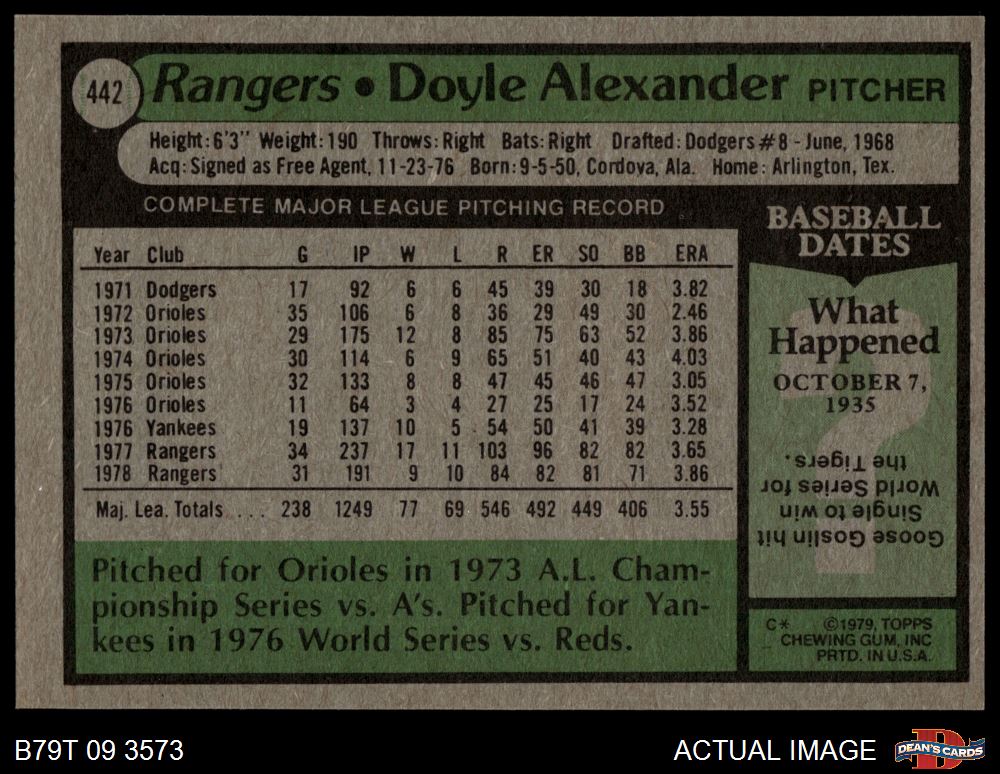 442 Rangers • Doyle Alexander PITCHER
Height:6'3" Weight:190 Throws:Right Bats:Right Drafted:Dodgers #8 - June, 1968
Acq:Signed as Free Agent, 11-23-76 Born:9-5-50, Cordova, Ala. Home: Arlington, Tex.
COMPLETE MAJOR LEAGUE PITCHING RECORD
Year Club G IP W L R ER SO BB ERA
1971 Dodgers 17 92 6 6 45 39 30 18 3.82
1972 Orioles 35 106 6 8 36 29 49 30 2.46
1973 Orioles 29 175 12 8 85 75 63 52 3.86
1974 Orioles 30 114 6 9 65 51 40 43 4.03
1975 Orioles 32 133 8 8 47 45 46 47 3.05
1976 Orioles 11 64 3 4 27 25 17 24 3.52
1976 Yankees 19 137 10 5 54 50 41 39 3.28
1977 Rangers 34 237 17 11 103 96 82 82 3.65
1978 Rangers 31 191 9 10 84 82 81 71 3.86
Maj. Lea. Totals . . . . 238 1249 77 69 546 492 449 406 3.55
Pitched for Orioles in 1973 A.L. Cham-
pionship Series vs. A's. Pitched for Yan-
kees in 1976 World Series vs. Reds.
BASEBALL
DATES
What
Happened
OCTOBER 7,
1935
?
Goose Goslin hit
Single to win
World Series for
the Tigers.
C* ©1979, TOPPS
CHEWING GUM, INC
PRTD. IN U.S.A.
B79T 09 3573
ACTUAL IMAGE
DEAN'S CARDS